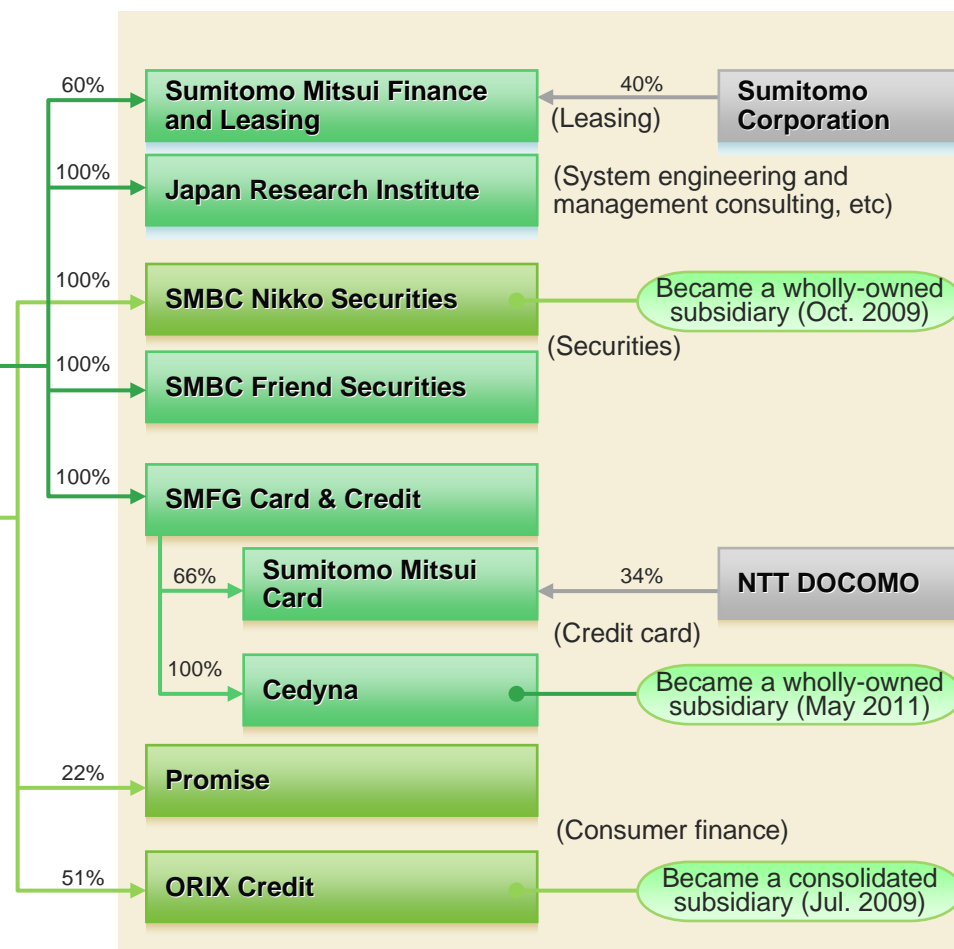 60%
Sumitomo Mitsui Finance
and Leasing
40%
(Leasing)
Sumitomo
Corporation
100%
Japan Research Institute
(System engineering and
management consulting, etc)
100%
SMBC Nikko Securities
Became a wholly-owned
subsidiary (Oct. 2009)
(Securities)
100%
SMBC Friend Securities
100%
SMFG Card & Credit
66%
Sumitomo Mitsui
Card
34%
NTT DOCOMO
(Credit card)
100%
Cedyna
Became a wholly-owned
subsidiary (May 2011)
22%
Promise
(Consumer finance)
51%
ORIX Credit
Became a consolidated
subsidiary (Jul. 2009)